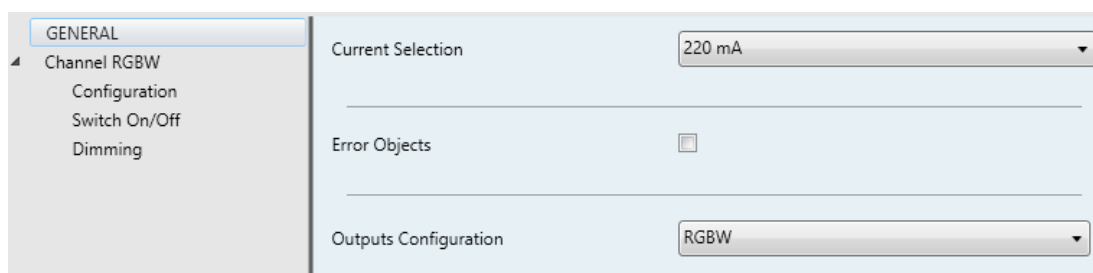 GENERAL
Channel RGBW
Configuration
Switch On/Off
Dimming
Current Selection
220 mA
Error Objects
Outputs Configuration
RGBW